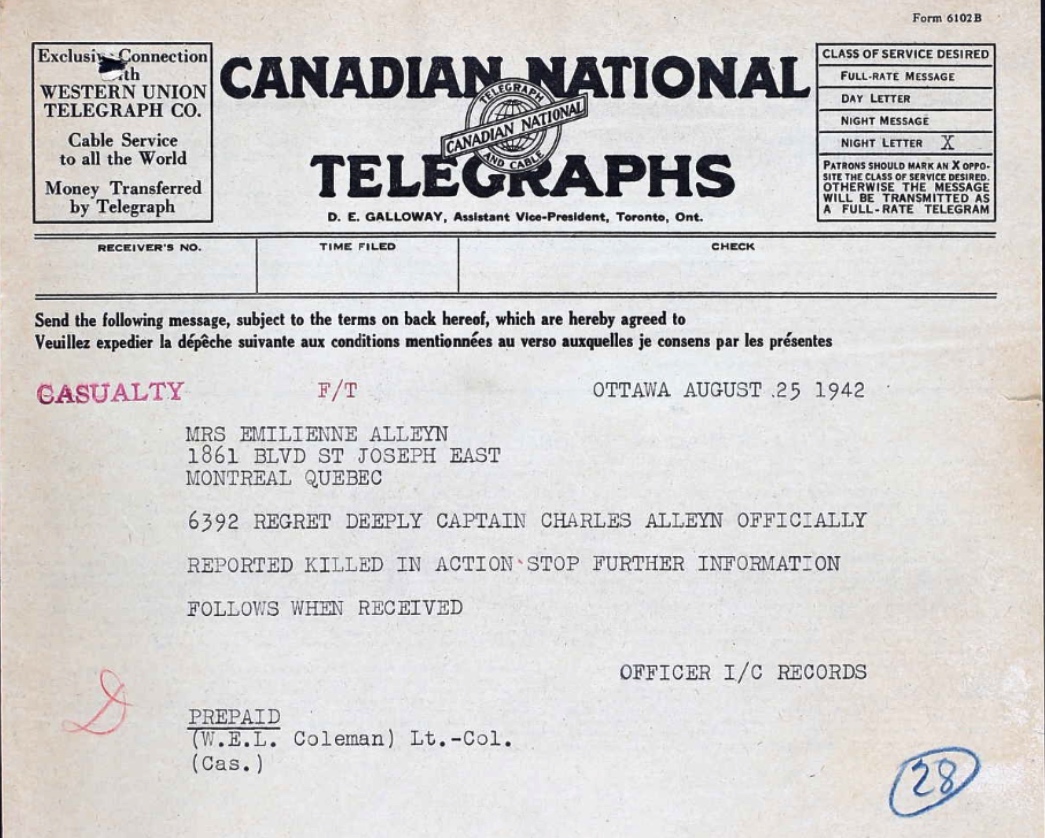 Form 6102B
Exclusive Connection
with
WESTERN UNION
TELEGRAPH CO.
Cable Service
to all the World
Money Transferred
by Telegraph
CANADIAN NATIONAL
TELEGRAPH
CANADIAN NATIONAL
AND CABLE
TELEGRAPHS
D. E. GALLOWAY, Assistant Vice-President, Toronto, Ont.
CLASS OF SERVICE DESIRED
FULL-RATE MESSAGE
DAY LETTER
NIGHT MESSAGE
NIGHT LETTER X
PATRONS SHOULD MARK AN X OPPO-
SITE THE CLASS OF SERVICE DESIRED.
OTHERWISE THE MESSAGE
WILL BE TRANSMITTED AS
A FULL-RATE TELEGRAM
RECEIVER'S NO. TIME FILED CHECK
Send the following message, subject to the terms on back hereof, which are hereby agreed to
Veuillez expedier la dépêche suivante aux conditions mentionnées au verso auxquelles je consens par les présentes
CASUALTY F/T OTTAWA AUGUST 25 1942
MRS EMILIENNE ALLEYN
1861 BLVD ST JOSEPH EAST
MONTREAL QUEBEC
6392 REGRET DEEPLY CAPTAIN CHARLES ALLEYN OFFICIALLY
REPORTED KILLED IN ACTION STOP FURTHER INFORMATION
FOLLOWS WHEN RECEIVED
OFFICER I/C RECORDS
PREPAID
(W.E.L. Coleman) Lt.-Col.
(Cas.)
28